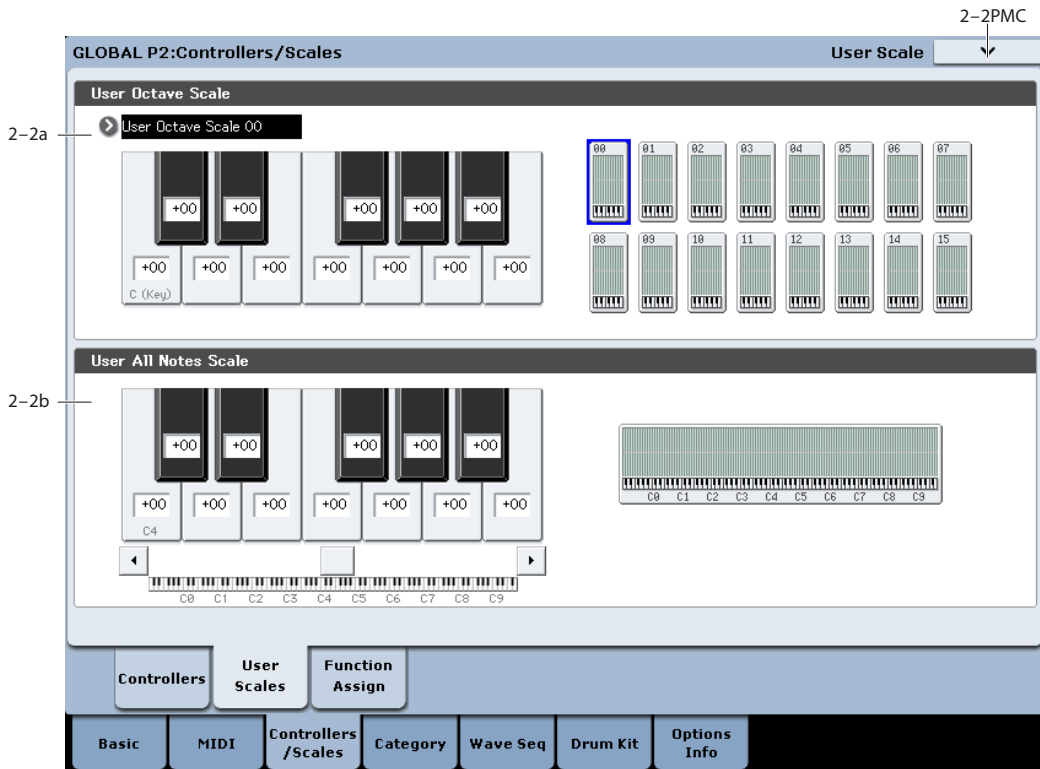 2–2PMC
GLOBAL P2:Controllers/Scales
User Scale
User Octave Scale
2–2a
User Octave Scale 00
00 01 02 03 04 05 06 07
+00 +00 +00 +00 +00
08 09 10 11 12 13 14 15
+00 +00 +00 +00 +00 +00 +00
C (Key)
User All Notes Scale
2–2b
+00 +00 +00 +00 +00
C0 C1 C2 C3 C4 C5 C6 C7 C8 C9
+00 +00 +00 +00 +00 +00 +00
C4
C0 C1 C2 C3 C4 C5 C6 C7 C8 C9
Controllers
User
Scales
Function
Assign
Basic
MIDI
Controllers
/Scales
Category
Wave Seq
Drum Kit
Options
Info